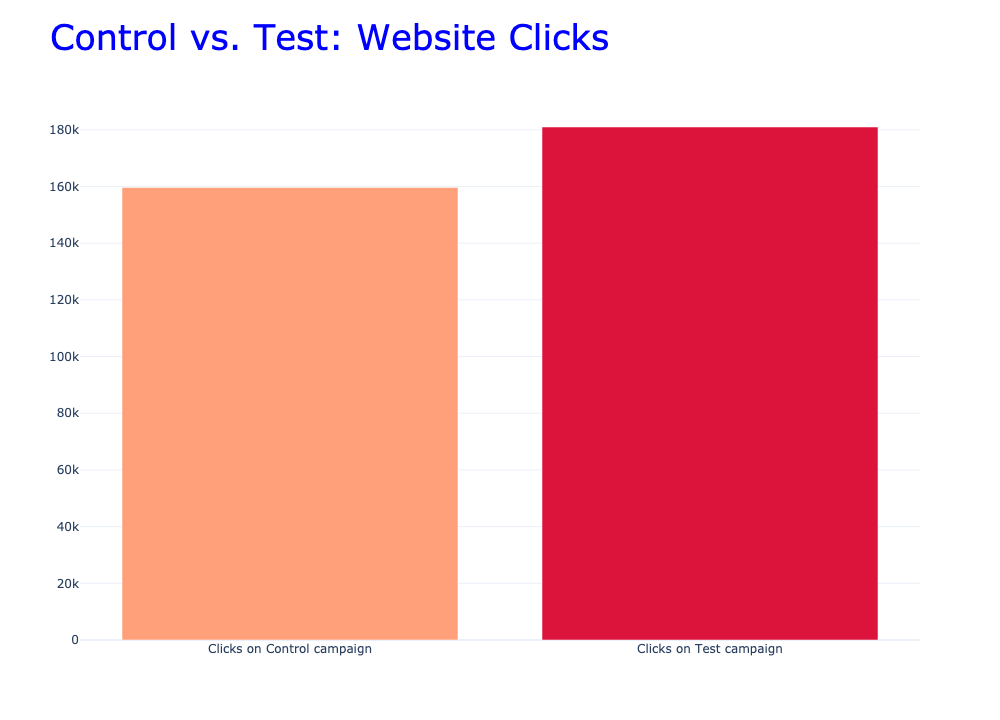 Control vs. Test: Website Clicks
180k
160k
140k
120k
100k
80k
60k
40k
20k
0
Clicks on Control campaign
Clicks on Test campaign